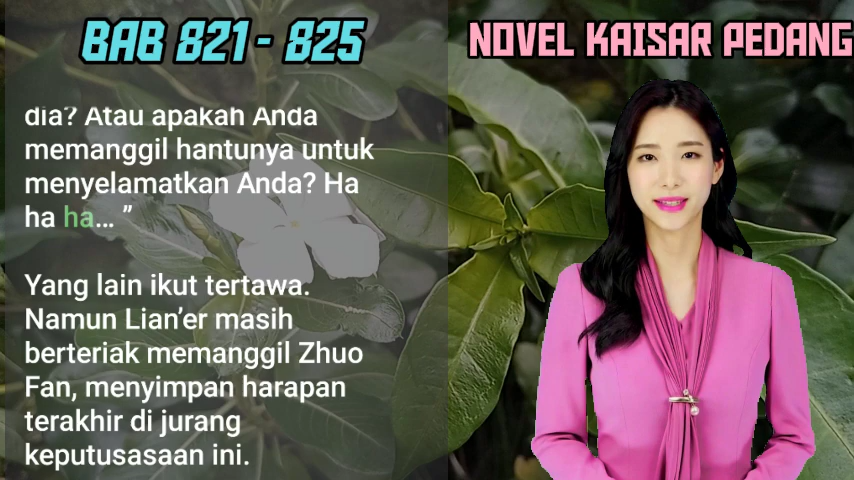 BAB 821 - 825
NOVEL KAISAR PEDANG
dia? Atau apakah Anda
memanggil hantunya untuk
menyelamatkan Anda? Ha
ha ha... ”
Yang lain ikut tertawa.
Namun Lian’er masih
berteriak memanggil Zhuo
Fan, menyimpan harapan
terakhir di jurang
keputusasaan ini.